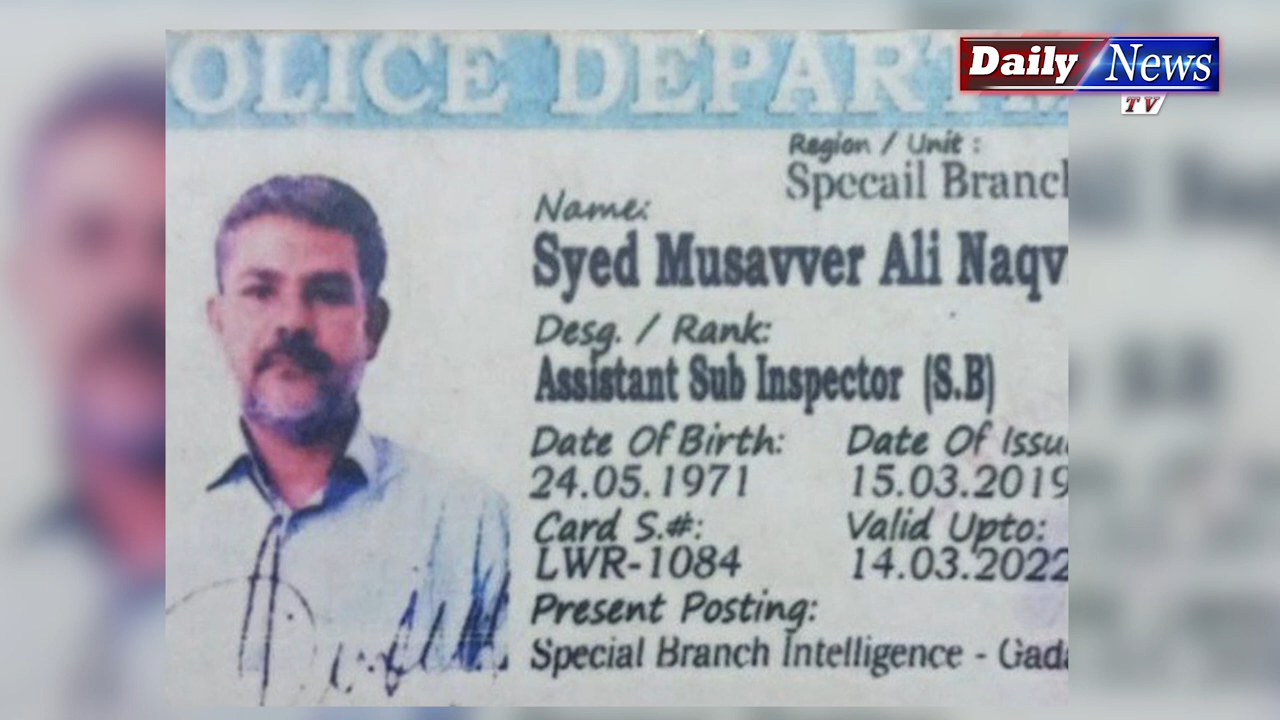 OLICE DEPARTM
Daily News
TV
Region / Unit :
Specail Branch
Name:
Syed Musavver Ali Naqv
Desg. / Rank:
Assistant Sub Inspector (S.B)
Date Of Birth: Date Of Issu
24.05.1971 15.03.2019
Card S.#: Valid Upto:
LWR-1084 14.03.2022
Present Posting:
Special Branch Intelligence - Gada